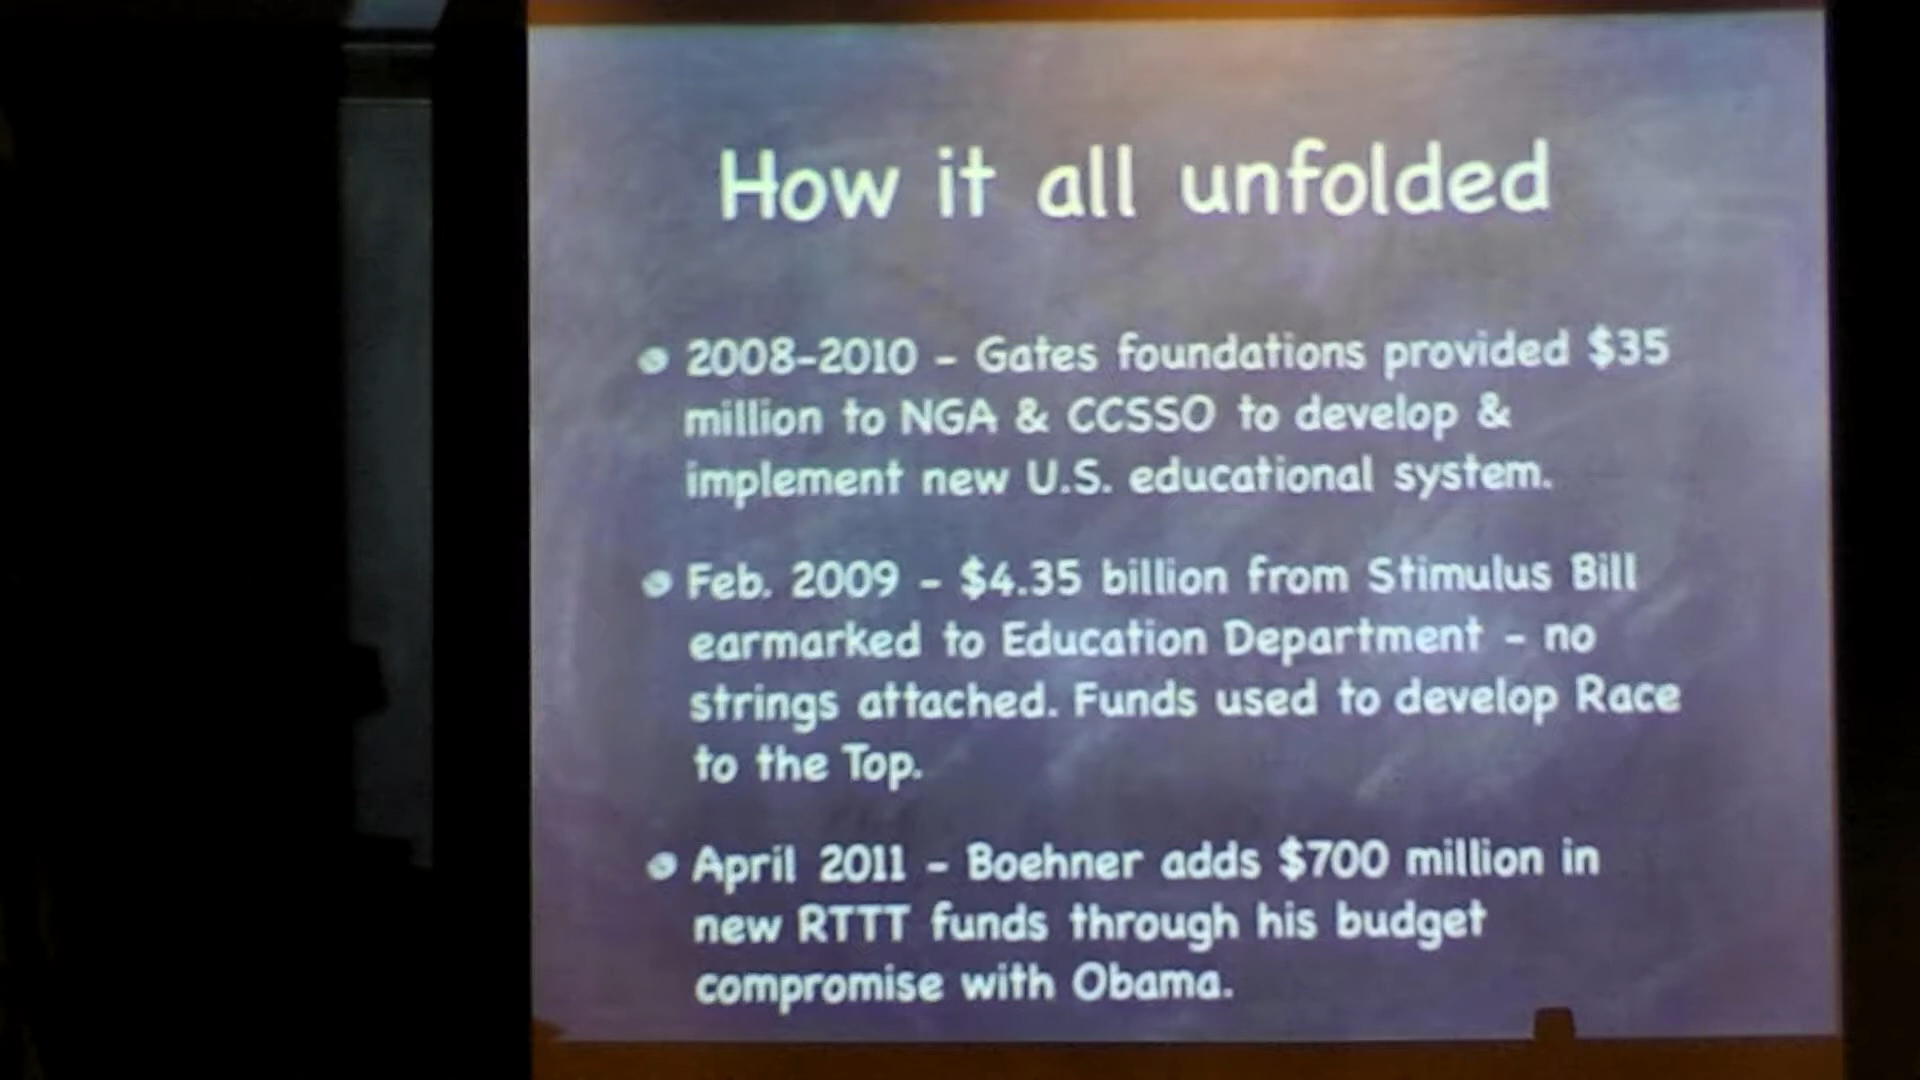 How it all unfolded
2008-2010 - Gates foundations provided $35
million to NGA & CCSSO to develop &
implement new U.S. educational system.
Feb. 2009 - $4.35 billion from Stimulus Bill
earmarked to Education Department - no
strings attached. Funds used to develop Race
to the Top.
April 2011 - Boehner adds $700 million in
new RTTT funds through his budget
compromise with Obama.